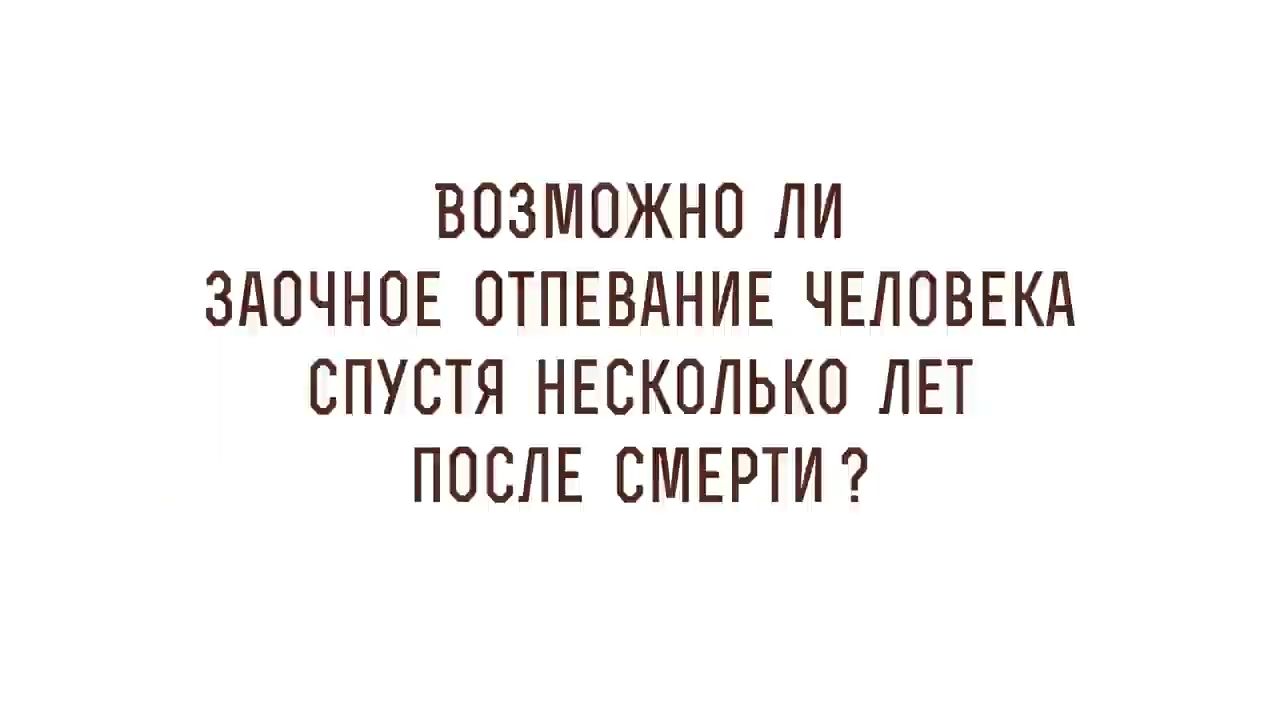 ВОЗМОЖНО ЛИ
ЗАОЧНОЕ ОТПЕВАНИЕ ЧЕЛОВЕКА
СПУСТЯ НЕСКОЛЬКО ЛЕТ
ПОСЛЕ СМЕРТИ?